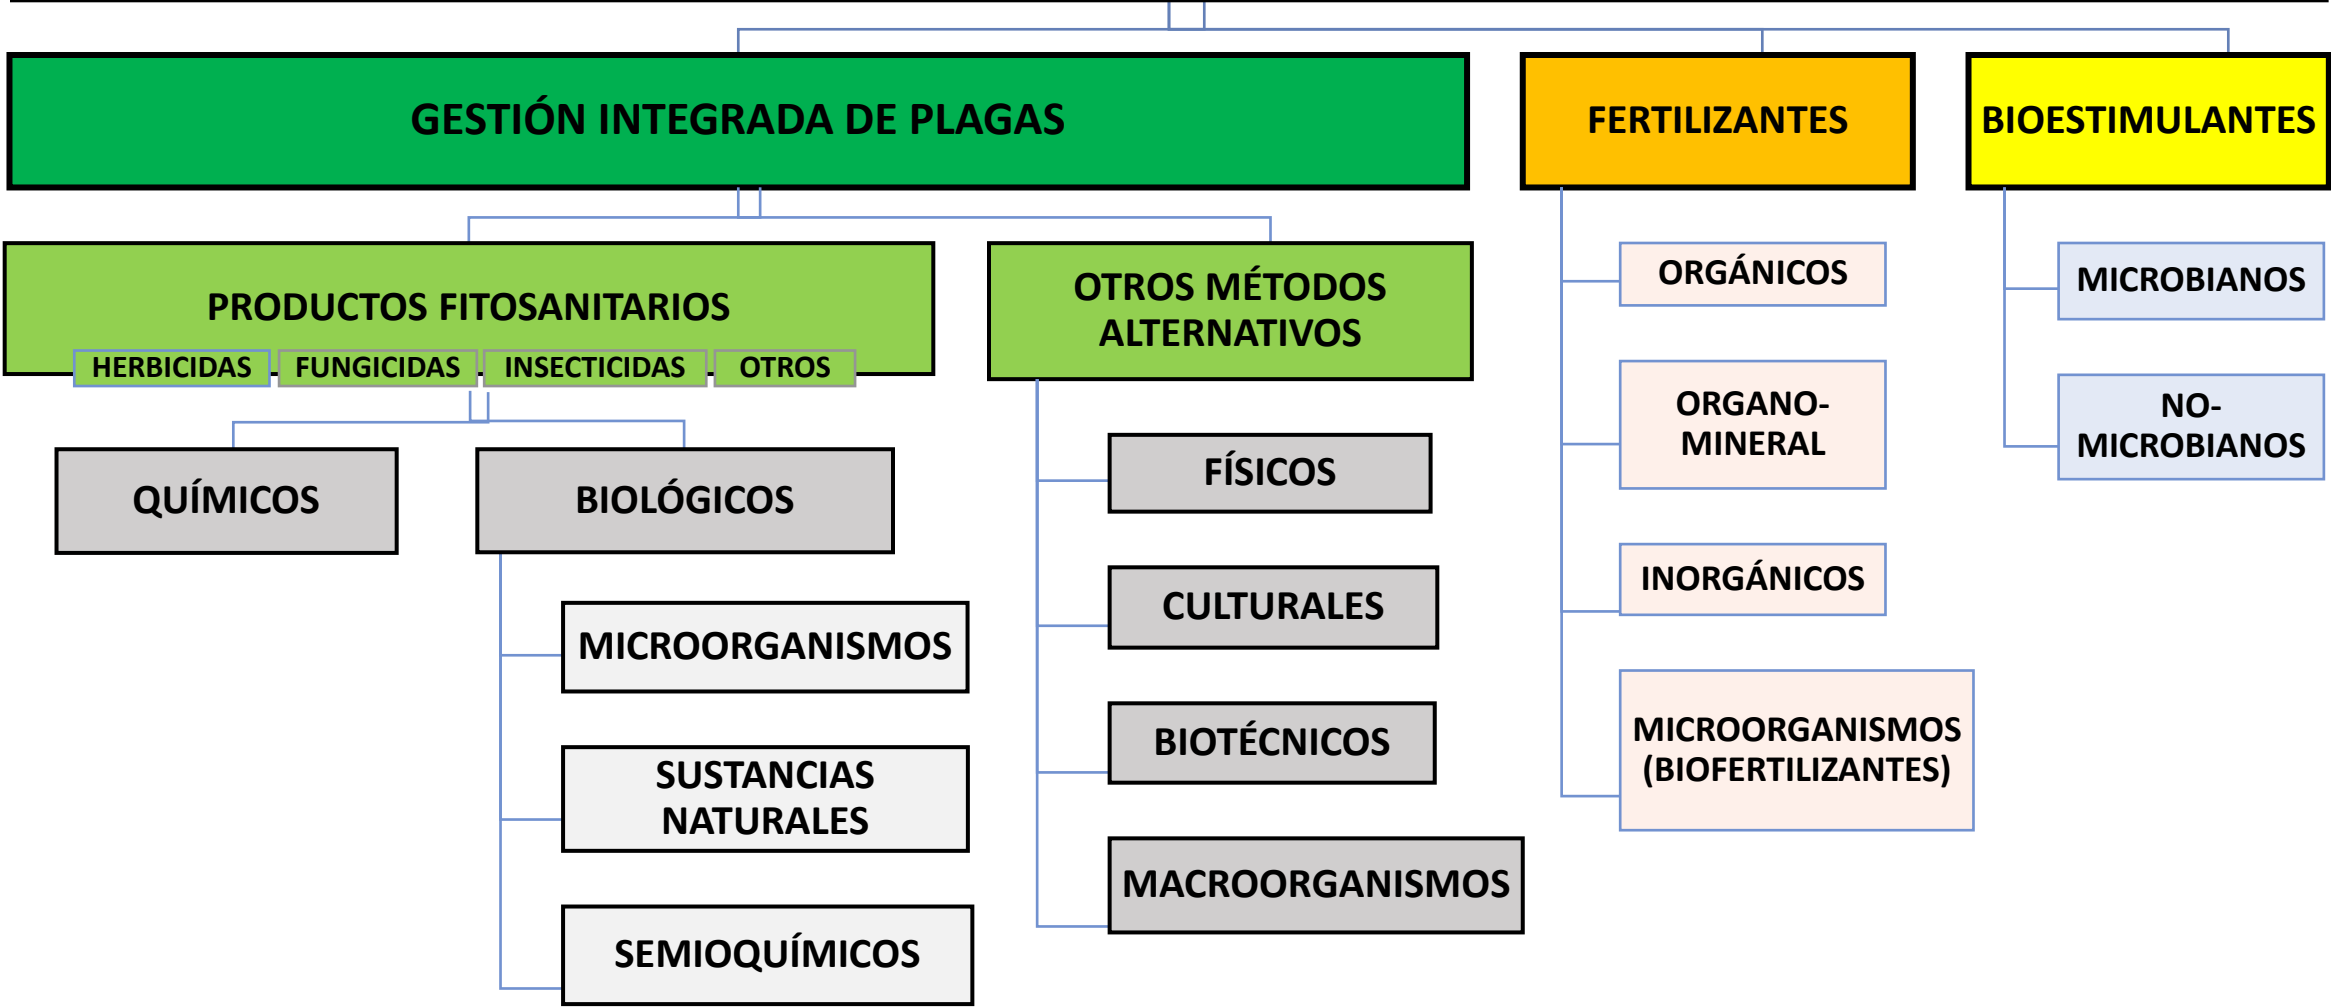 GESTIÓN INTEGRADA DE PLAGAS
FERTILIZANTES
BIOESTIMULANTES
PRODUCTOS FITOSANITARIOS
HERBICIDAS
FUNGICIDAS
INSECTICIDAS
OTROS
QUÍMICOS
BIOLÓGICOS
MICROORGANISMOS
SUSTANCIAS
NATURALES
SEMIOQUÍMICOS
OTROS MÉTODOS
ALTERNATIVOS
FÍSICOS
CULTURALES
BIOTÉCNICOS
MACROORGANISMOS
ORGÁNICOS
ORGANO-
MINERAL
INORGÁNICOS
MICROORGANISMOS
(BIOFERTILIZANTES)
MICROBIANOS
NO-
MICROBIANOS